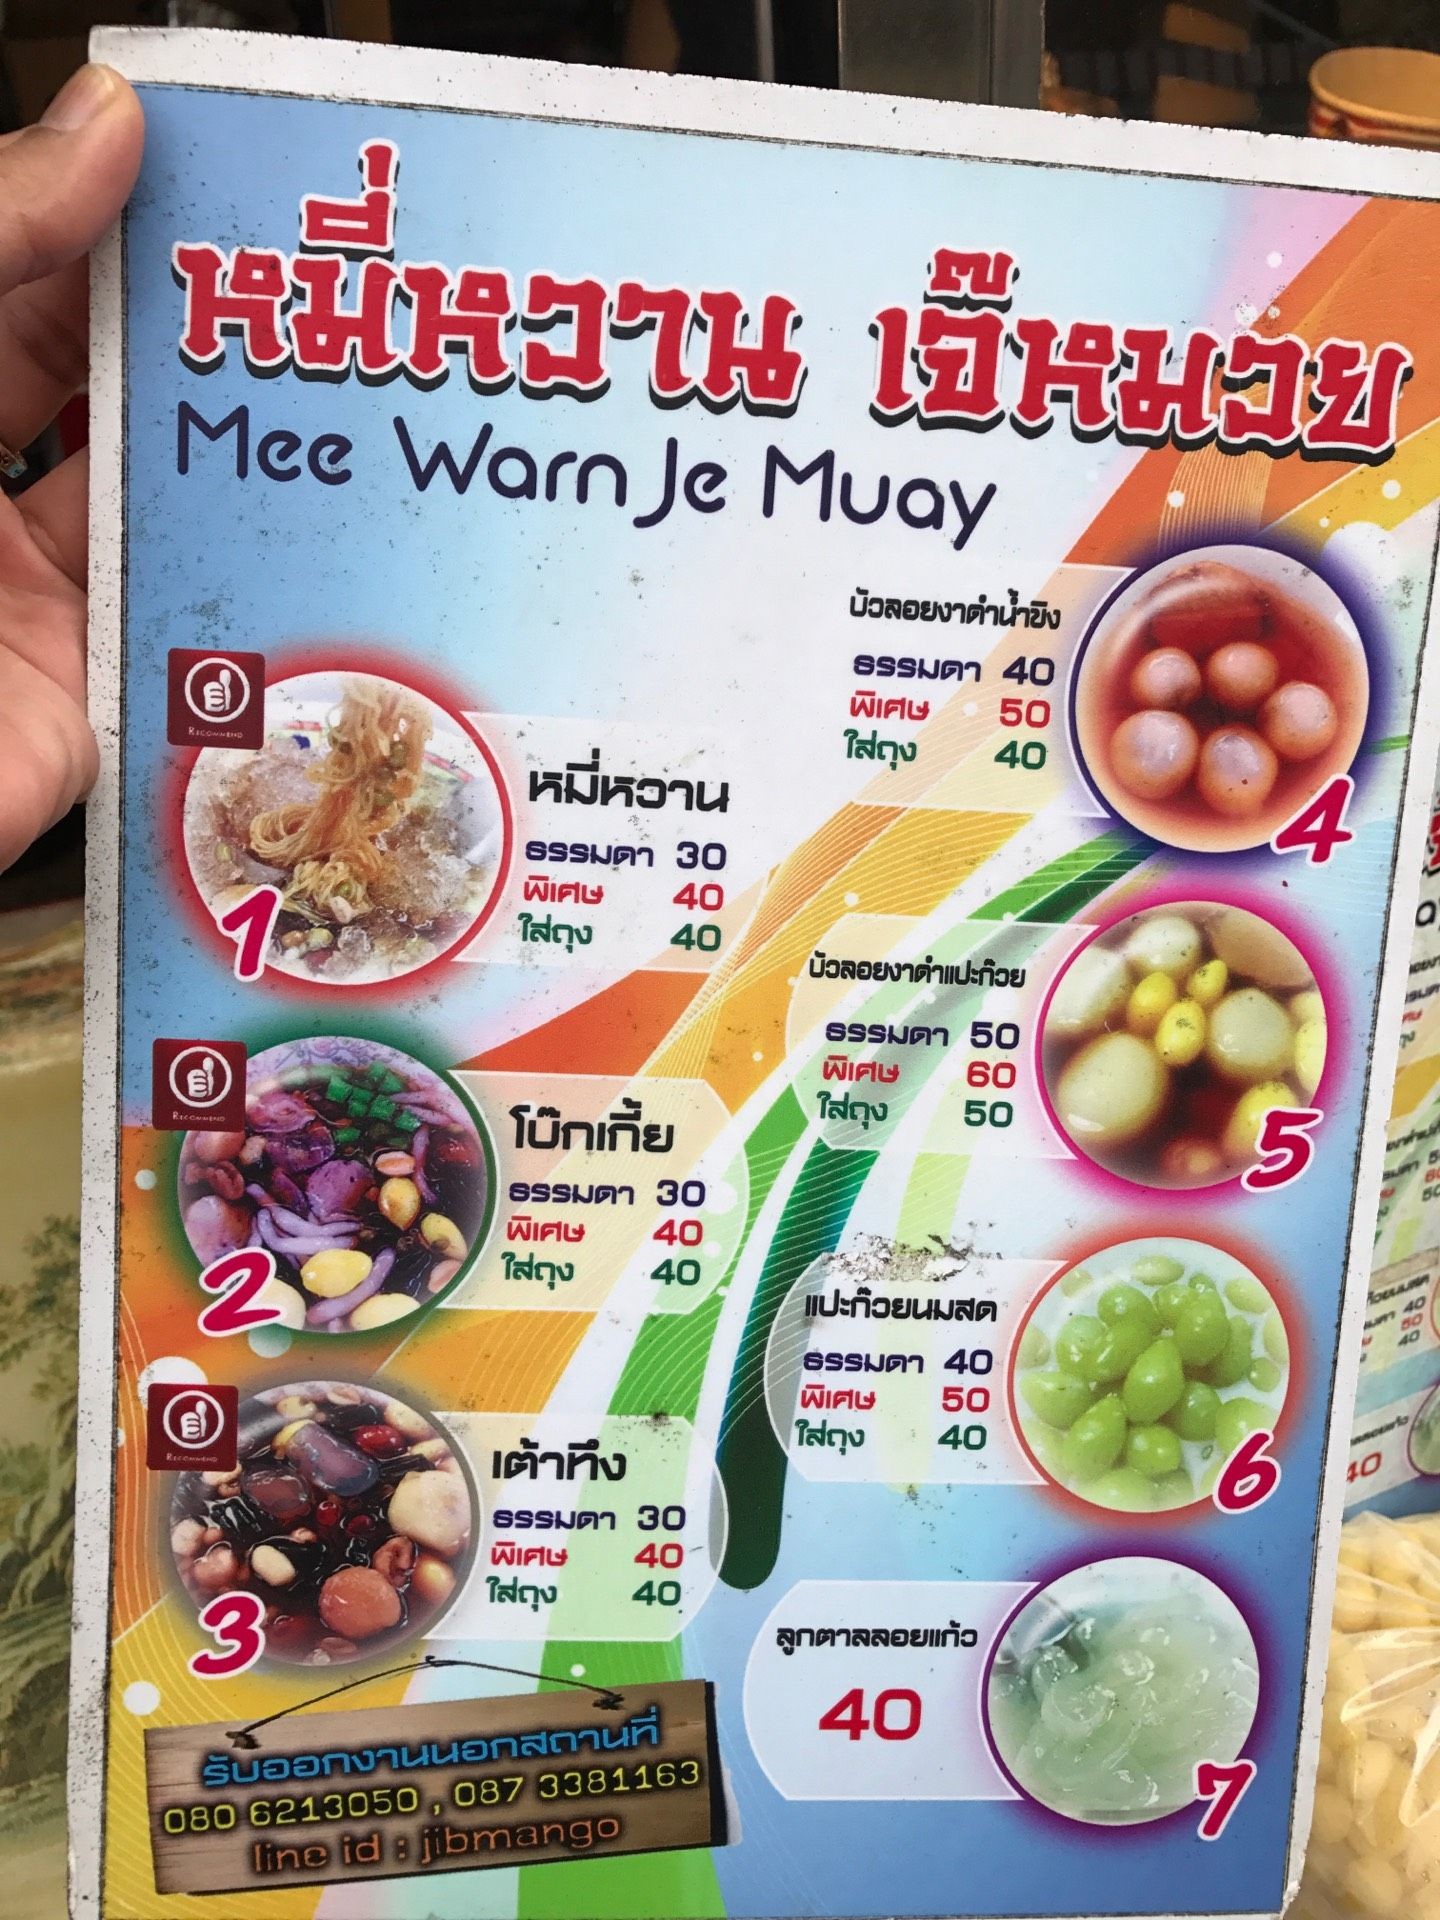 หมี่หวาน เจ๊หมวย
Mee Warn Je Muay
RECOMMEND
1
หมี่หวาน
ธรรมดา 30
พิเศษ 40
ใส่ถุง 40
RECOMMEND
2
โบ๊กเกี้ย
ธรรมดา 30
พิเศษ 40
ใส่ถุง 40
RECOMMEND
3
เต้าทึง
ธรรมดา 30
พิเศษ 40
ใส่ถุง 40
บัวลอยงาดำน้ำขิง
ธรรมดา 40
พิเศษ 50
ใส่ถุง 40
4
บัวลอยงาดำแปะก๊วย
ธรรมดา 50
พิเศษ 60
ใส่ถุง 50
5
แปะก๊วยนมสด
ธรรมดา 40
พิเศษ 50
ใส่ถุง 40
6
ลูกตาลลอยแก้ว
40
7
รับออกงานนอกสถานที่
080 6213050 , 087 3381163
line id : jibmango